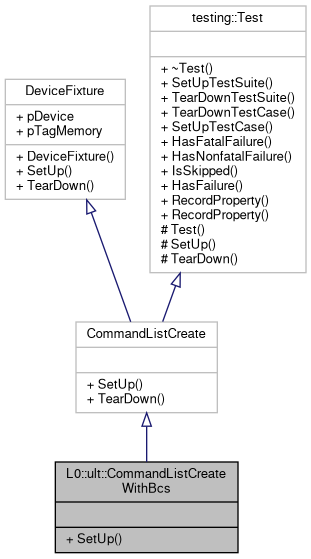 testing::Test
+ ~Test()
+ SetUpTestSuite()
+ TearDownTestSuite()
+ TearDownTestCase()
+ SetUpTestCase()
+ HasFatalFailure()
+ HasNonfatalFailure()
+ IsSkipped()
+ HasFailure()
+ RecordProperty()
+ RecordProperty()
# Test()
# SetUp()
# TearDown()
DeviceFixture
+ pDevice
+ pTagMemory
+ DeviceFixture()
+ SetUp()
+ TearDown()
CommandListCreate
+ SetUp()
+ TearDown()
L0::ult::CommandListCreate
WithBcs
+ SetUp()